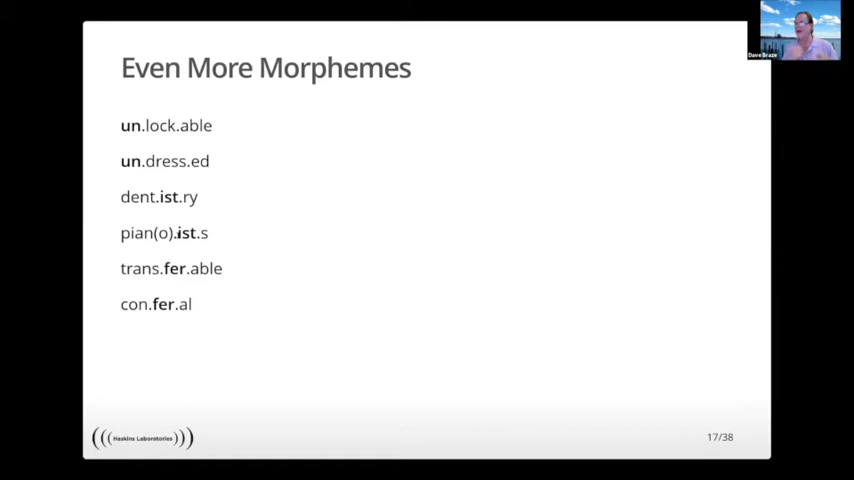 Dave Braze
Even More Morphemes
un.lock.able
un.dress.ed
dent.ist.ry
pian(o).ist.s
trans.fer.able
con.fer.al
Haskins Laboratories
17/38